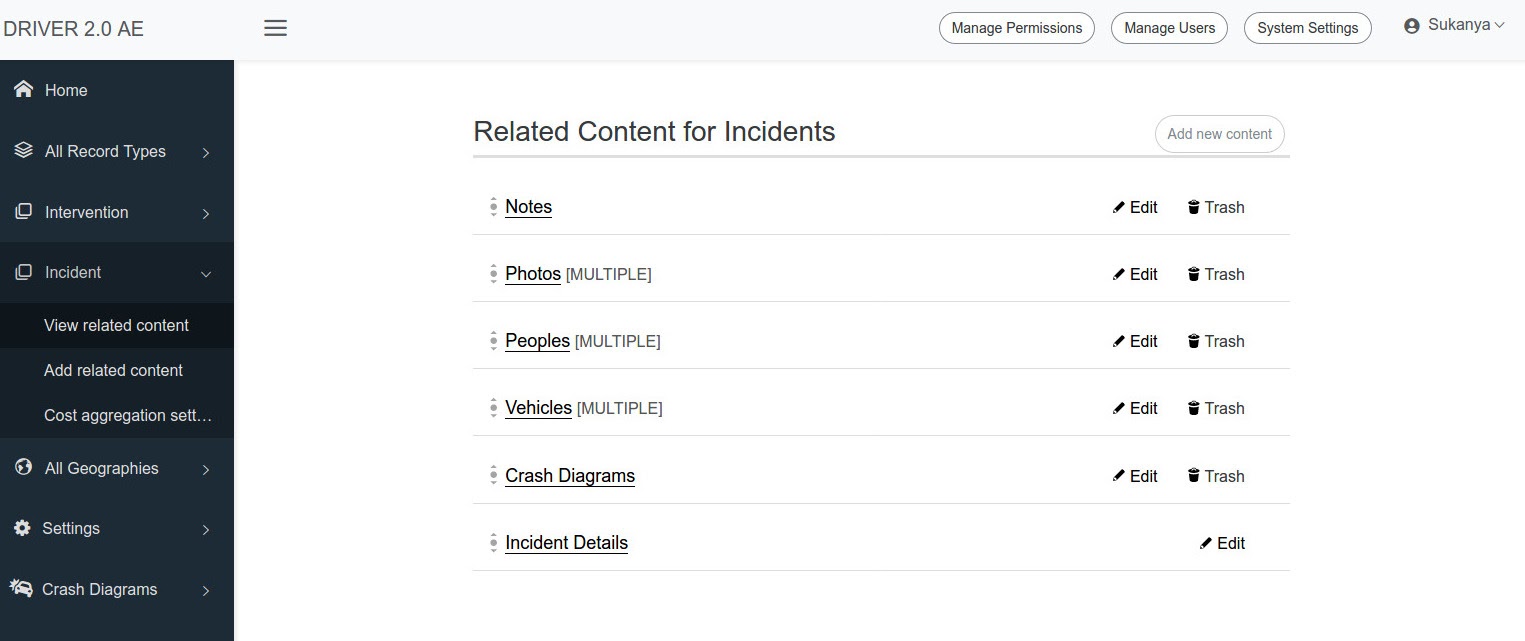 DRIVER 2.0 AE
Manage Permissions
Manage Users
System Settings
Sukanya
Home
All Record Types
Intervention
Incident
View related content
Add related content
Cost aggregation sett...
All Geographies
Settings
Crash Diagrams
Related Content for Incidents
Add new content
Notes Edit Trash
Photos [MULTIPLE] Edit Trash
Peoples [MULTIPLE] Edit Trash
Vehicles [MULTIPLE] Edit Trash
Crash Diagrams Edit Trash
Incident Details Edit